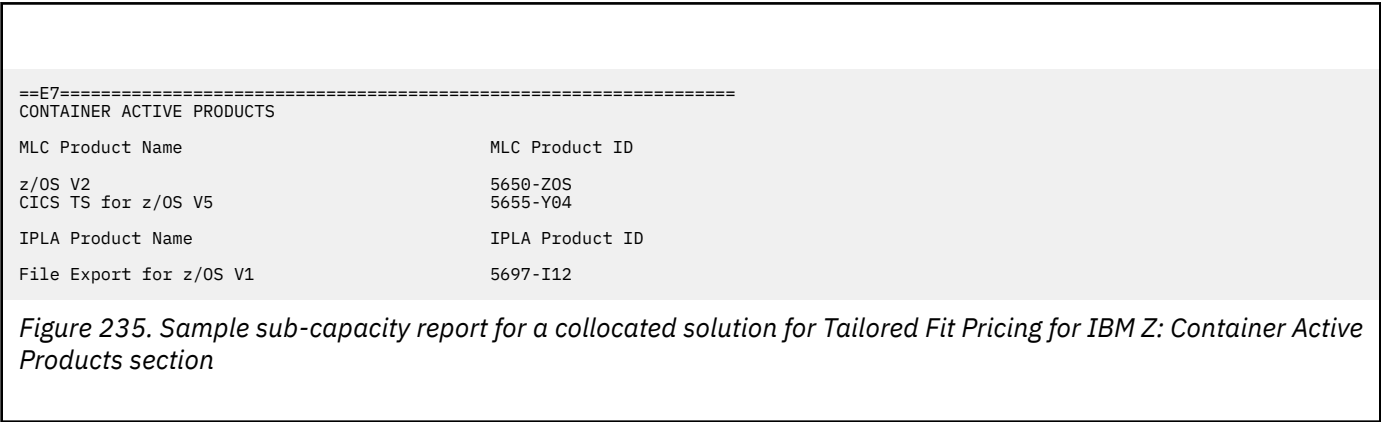 ==E7==================================================================
CONTAINER ACTIVE PRODUCTS
MLC Product Name MLC Product ID
z/OS V2 5650-ZOS
CICS TS for z/OS V5 5655-Y04
IPLA Product Name IPLA Product ID
File Export for z/OS V1 5697-I12
Figure 235. Sample sub-capacity report for a collocated solution for Tailored Fit Pricing for IBM Z: Container Active
Products section